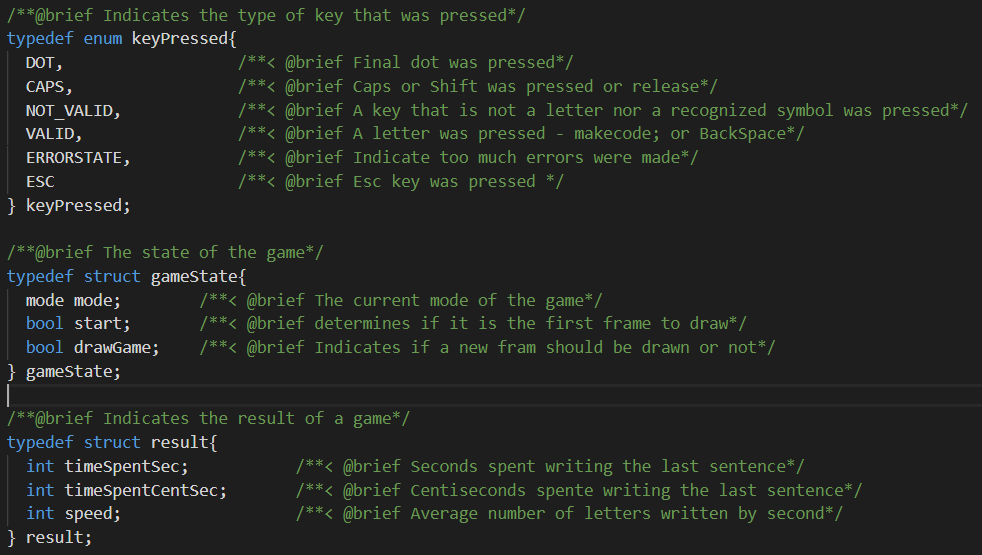 /**@brief Indicates the type of key that was pressed*/
typedef enum keyPressed{
  DOT,                  /**< @brief Final dot was pressed*/
  CAPS,                 /**< @brief Caps or Shift was pressed or release*/
  NOT_VALID,            /**< @brief A key that is not a letter nor a recognized symbol was pressed*/
  VALID,                /**< @brief A letter was pressed - makecode; or BackSpace*/
  ERRORSTATE,           /**< @brief Indicate too much errors were made*/
  ESC                   /**< @brief Esc key was pressed */
} keyPressed;

/**@brief The state of the game*/
typedef struct gameState{
  mode mode;        /**< @brief The current mode of the game*/
  bool start;       /**< @brief determines if it is the first frame to draw*/
  bool drawGame;    /**< @brief Indicates if a new fram should be drawn or not*/
} gameState;

/**@brief Indicates the result of a game*/
typedef struct result{
  int timeSpentSec;           /**< @brief Seconds spent writing the last sentence*/
  int timeSpentCentSec;       /**< @brief Centiseconds spente writing the last sentence*/
  int speed;                  /**< @brief Average number of letters written by second*/
} result;